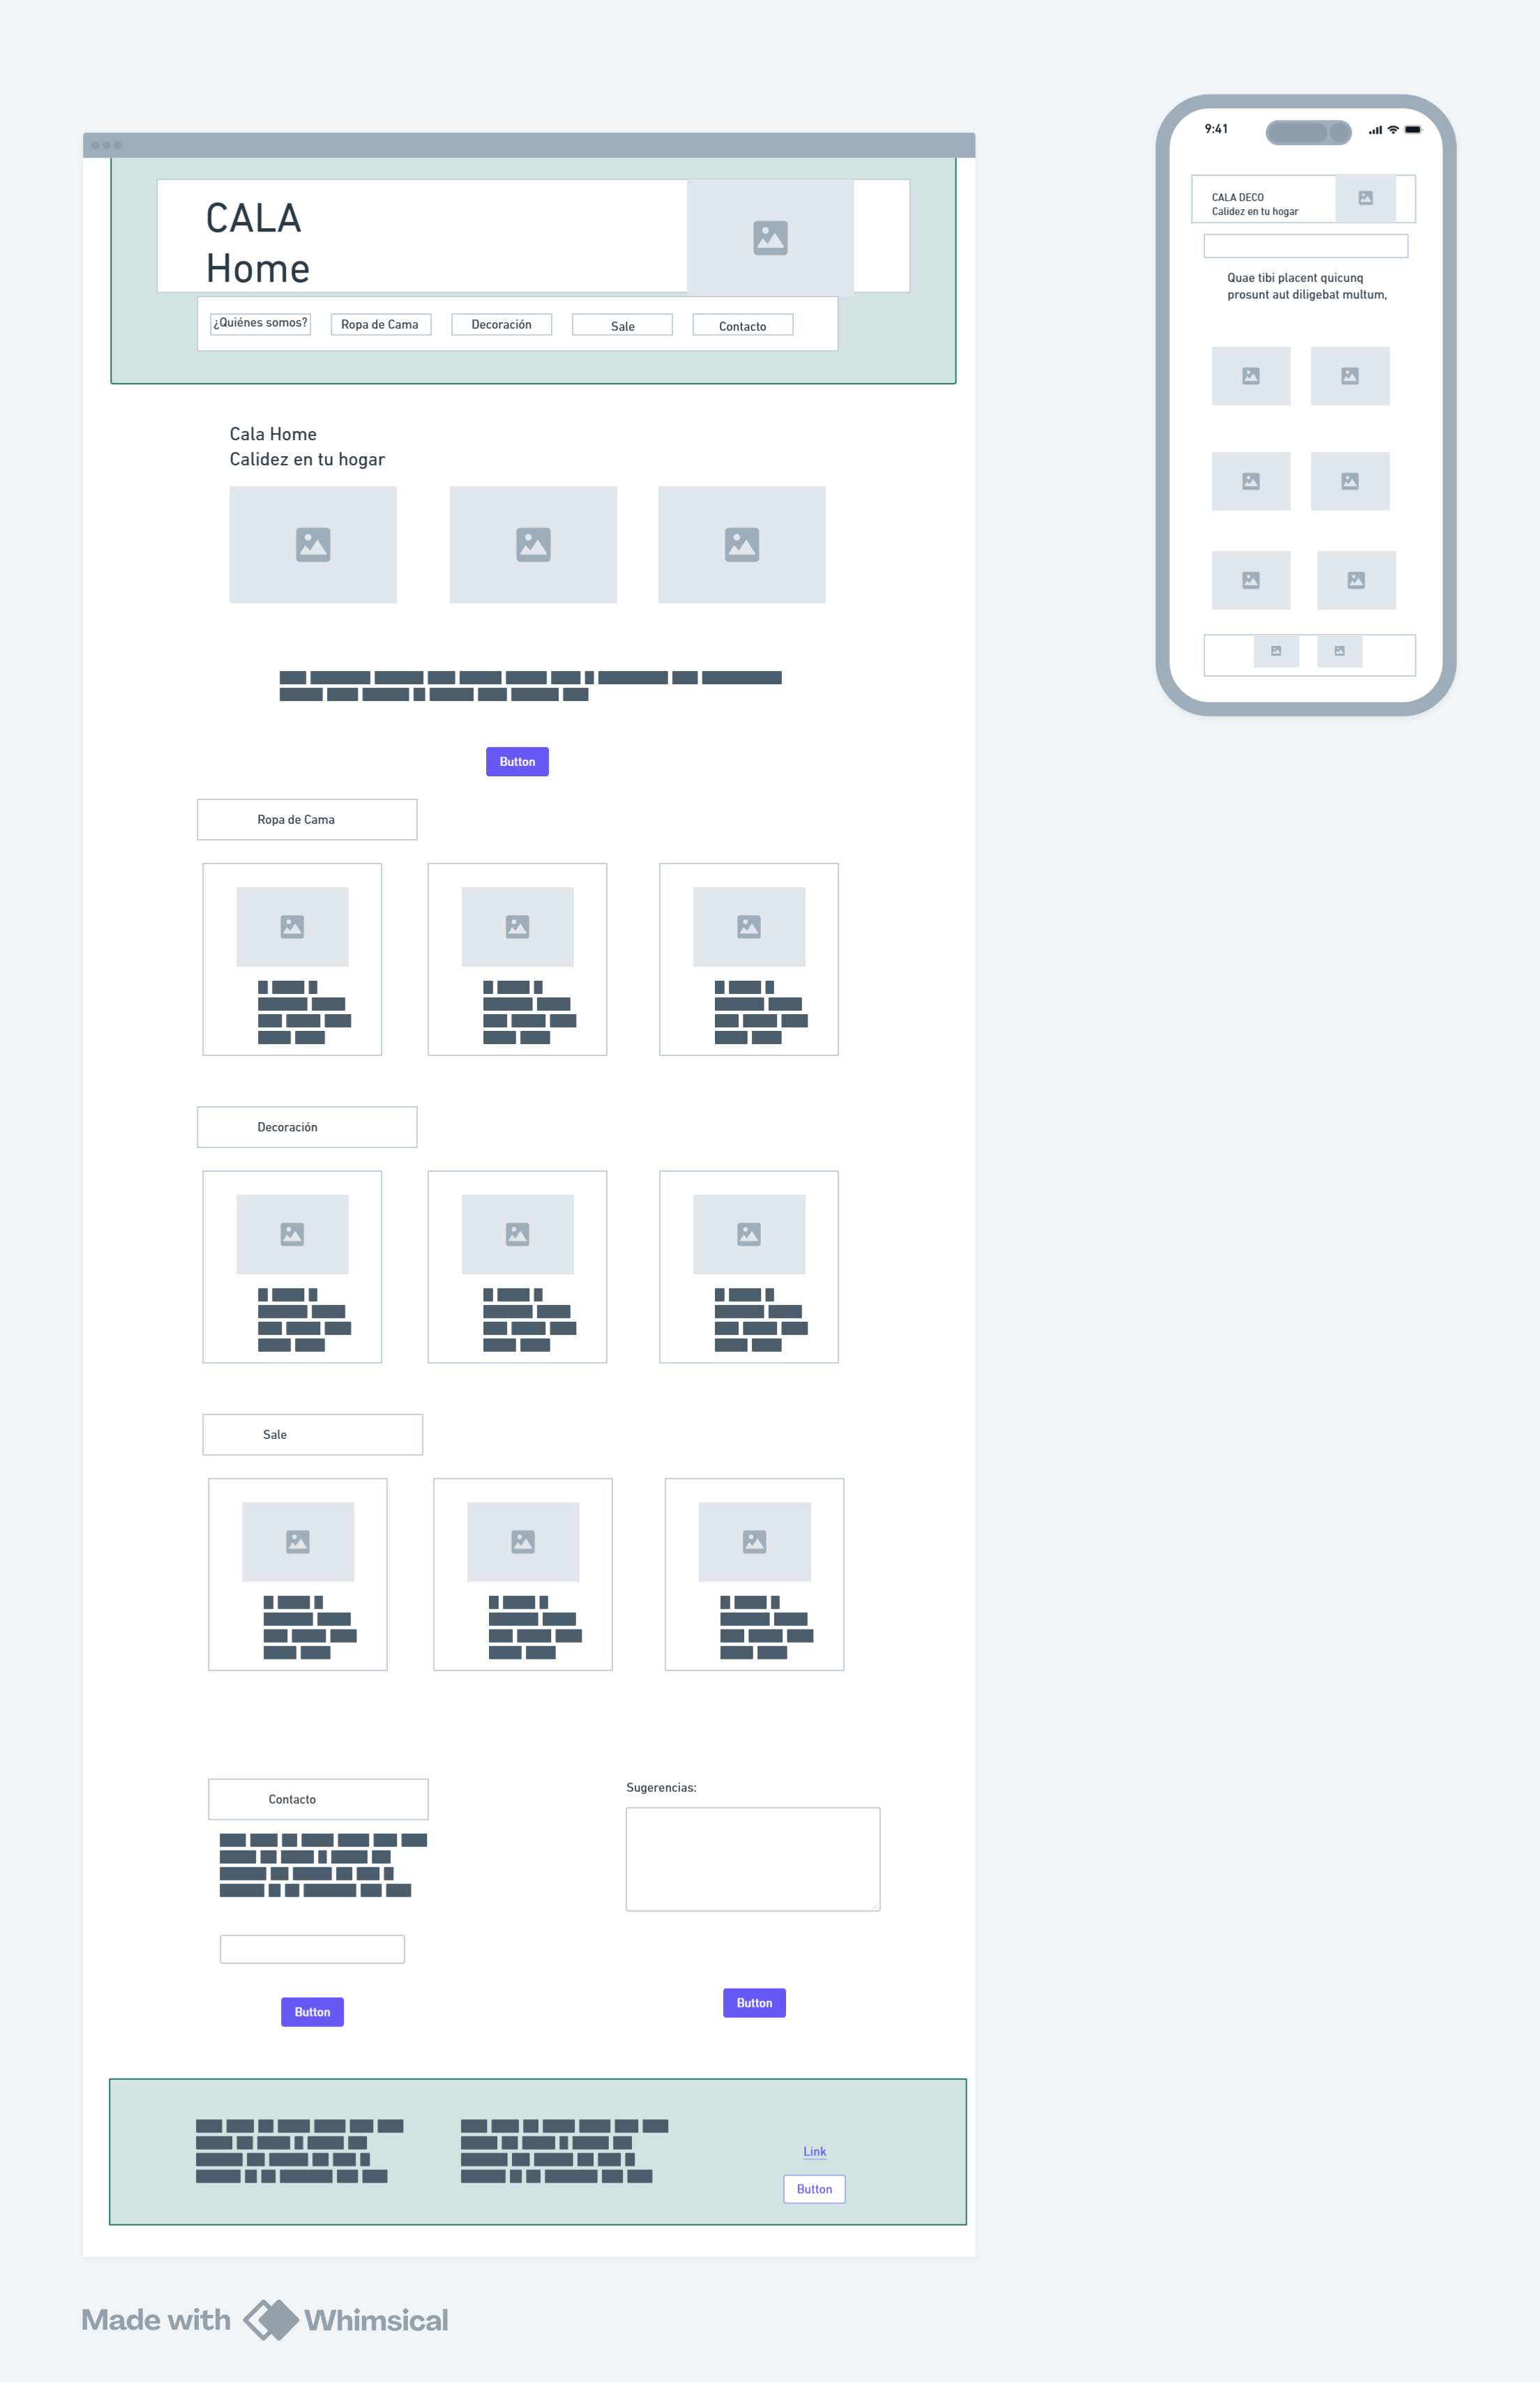 CALA
Home
¿Quiénes somos?
Ropa de Cama
Decoración
Sale
Contacto
Cala Home
Calidez en tu hogar
Button
Ropa de Cama
Decoración
Sale
Contacto
Sugerencias:
Button
Button
Link
Button
9:41
CALA DECO
Calidez en tu hogar
Quae tibi placent quicunq
prosunt aut diligebat multum,
Made with Whimsical